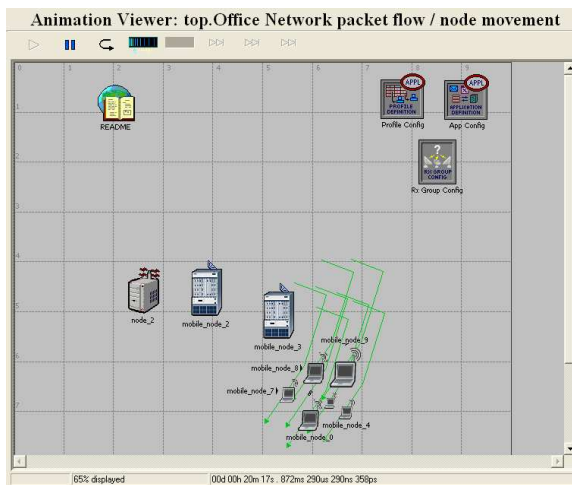 Animation Viewer: top.Office Network packet flow / node movement
0 1 2 3 4 5 6 7 8 9
1
2
3
4
5
6
7
README
APPL
PROFILE
DEFINITION
Profile Config
APPL
APPLICATION
DEFINITION
App Config
?
RX GROUP
CONFIG
Rx Group Config
node_2
mobile_node_2
mobile_node_3
mobile_node_9
mobile_node_8
mobile_node_7
mobile_node_4
mobile_node_0
65% displayed
00d 00h 20m 17s . 872ms 290us 290ns 358ps